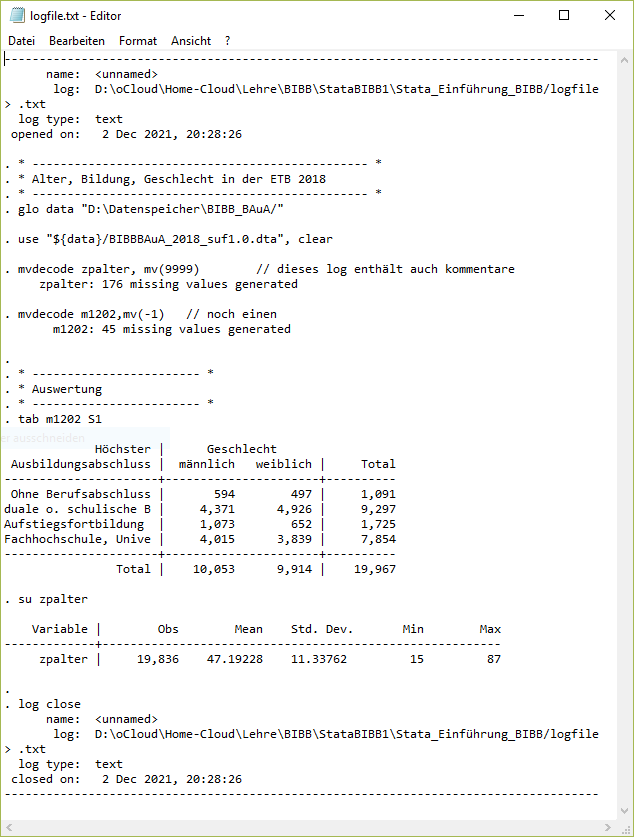 logfile.txt - Editor
Datei Bearbeiten Format Ansicht ?
--------------------------------------------------------------------------------
      name:  <unnamed>
       log:  D:\oCloud\Home-Cloud\Lehre\BIBB\StataBIBB1\Stata_Einführung_BIBB/logfile
> .txt
  log type:  text
 opened on:   2 Dec 2021, 20:28:26
. * ------------------------------------------------ *
. * Alter, Bildung, Geschlecht in der ETB 2018
. * ------------------------------------------------ *
. glo data "D:\Datenspeicher\BIBB_BAuA/"
. use "${data}/BIBBBAuA_2018_suf1.0.dta", clear
. mvdecode zpalter, mv(9999)        // dieses log enthält auch kommentare
     zpalter: 176 missing values generated
. mvdecode m1202,mv(-1)   // noch einen
       m1202: 45 missing values generated
.
. * ------------------------ *
. * Auswertung
. * ------------------------ *
. tab m1202 S1
er ausschneiden
             Höchster |      Geschlecht
 Ausbildungsabschluss |  männlich   weiblich |     Total
----------------------+----------------------+----------
 Ohne Berufsabschluss |       594        497 |     1,091
duale o. schulische B |     4,371      4,926 |     9,297
Aufstiegsfortbildung  |     1,073        652 |     1,725
Fachhochschule, Unive |     4,015      3,839 |     7,854
----------------------+----------------------+----------
                Total |    10,053      9,914 |    19,967
. su zpalter
    Variable |        Obs        Mean    Std. Dev.       Min        Max
-------------+---------------------------------------------------------
     zpalter |     19,836    47.19228    11.33762         15         87
.
. log close
      name:  <unnamed>
       log:  D:\oCloud\Home-Cloud\Lehre\BIBB\StataBIBB1\Stata_Einführung_BIBB/logfile
> .txt
  log type:  text
 closed on:   2 Dec 2021, 20:28:26
--------------------------------------------------------------------------------